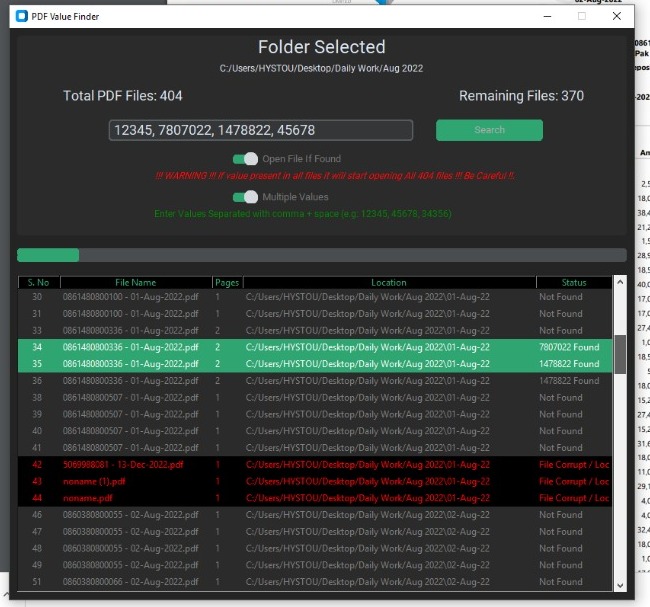 02-Aug-2022
PDF Value Finder
Folder Selected
C:/Users/HYSTOU/Desktop/Daily Work/Aug 2022
Total PDF Files: 404
Remaining Files: 370
12345, 7807022, 1478822, 45678
Search
Open File If Found
!!! WARNING !!! If value present in all files it will start opening All 404 files !!! Be Careful !!.
Multiple Values
Enter Values Separated with comma + space (e.g: 12345, 45678, 34356)
S. No File Name Pages Location Status
30 0861480800100 - 01-Aug-2022.pdf 1 C:/Users/HYSTOU/Desktop/Daily Work/Aug 2022\01-Aug-22 Not Found
31 0861480800100 - 01-Aug-2022.pdf 1 C:/Users/HYSTOU/Desktop/Daily Work/Aug 2022\01-Aug-22 Not Found
33 0861480800336 - 01-Aug-2022.pdf 2 C:/Users/HYSTOU/Desktop/Daily Work/Aug 2022\01-Aug-22 Not Found
34 0861480800336 - 01-Aug-2022.pdf 2 C:/Users/HYSTOU/Desktop/Daily Work/Aug 2022\01-Aug-22 7807022 Found
35 0861480800336 - 01-Aug-2022.pdf 2 C:/Users/HYSTOU/Desktop/Daily Work/Aug 2022\01-Aug-22 1478822 Found
36 0861480800336 - 01-Aug-2022.pdf 2 C:/Users/HYSTOU/Desktop/Daily Work/Aug 2022\01-Aug-22 1478822 Found
38 0861480800507 - 01-Aug-2022.pdf 1 C:/Users/HYSTOU/Desktop/Daily Work/Aug 2022\01-Aug-22 Not Found
39 0861480800507 - 01-Aug-2022.pdf 1 C:/Users/HYSTOU/Desktop/Daily Work/Aug 2022\01-Aug-22 Not Found
40 0861480800507 - 01-Aug-2022.pdf 1 C:/Users/HYSTOU/Desktop/Daily Work/Aug 2022\01-Aug-22 Not Found
41 0861480800507 - 01-Aug-2022.pdf 1 C:/Users/HYSTOU/Desktop/Daily Work/Aug 2022\01-Aug-22 Not Found
42 5069988081 - 13-Dec-2022.pdf 1 C:/Users/HYSTOU/Desktop/Daily Work/Aug 2022\02-Aug-22 File Corrupt / Loc
43 noname (1).pdf 1 C:/Users/HYSTOU/Desktop/Daily Work/Aug 2022\02-Aug-22 File Corrupt / Loc
44 noname.pdf 1 C:/Users/HYSTOU/Desktop/Daily Work/Aug 2022\02-Aug-22 File Corrupt / Loc
46 0860380800055 - 02-Aug-2022.pdf 1 C:/Users/HYSTOU/Desktop/Daily Work/Aug 2022\02-Aug-22 Not Found
47 0860380800055 - 02-Aug-2022.pdf 1 C:/Users/HYSTOU/Desktop/Daily Work/Aug 2022\02-Aug-22 Not Found
48 0860380800055 - 02-Aug-2022.pdf 1 C:/Users/HYSTOU/Desktop/Daily Work/Aug 2022\02-Aug-22 Not Found
49 0860380800055 - 02-Aug-2022.pdf 1 C:/Users/HYSTOU/Desktop/Daily Work/Aug 2022\02-Aug-22 Not Found
51 0860380800066 - 02-Aug-2022.pdf 1 C:/Users/HYSTOU/Desktop/Daily Work/Aug 2022\02-Aug-22 Not Found